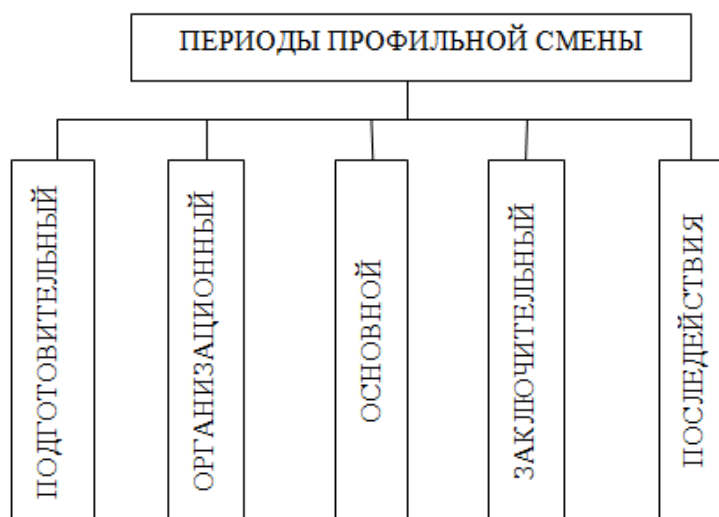 ПЕРИОДЫ ПРОФИЛЬНОЙ СМЕНЫ
ПОДГОТОВИТЕЛЬНЫЙ
ОРГАНИЗАЦИОННЫЙ
ОСНОВНОЙ
ЗАКЛЮЧИТЕЛЬНЫЙ
ПОСЛЕДЕЙСТВИЯ